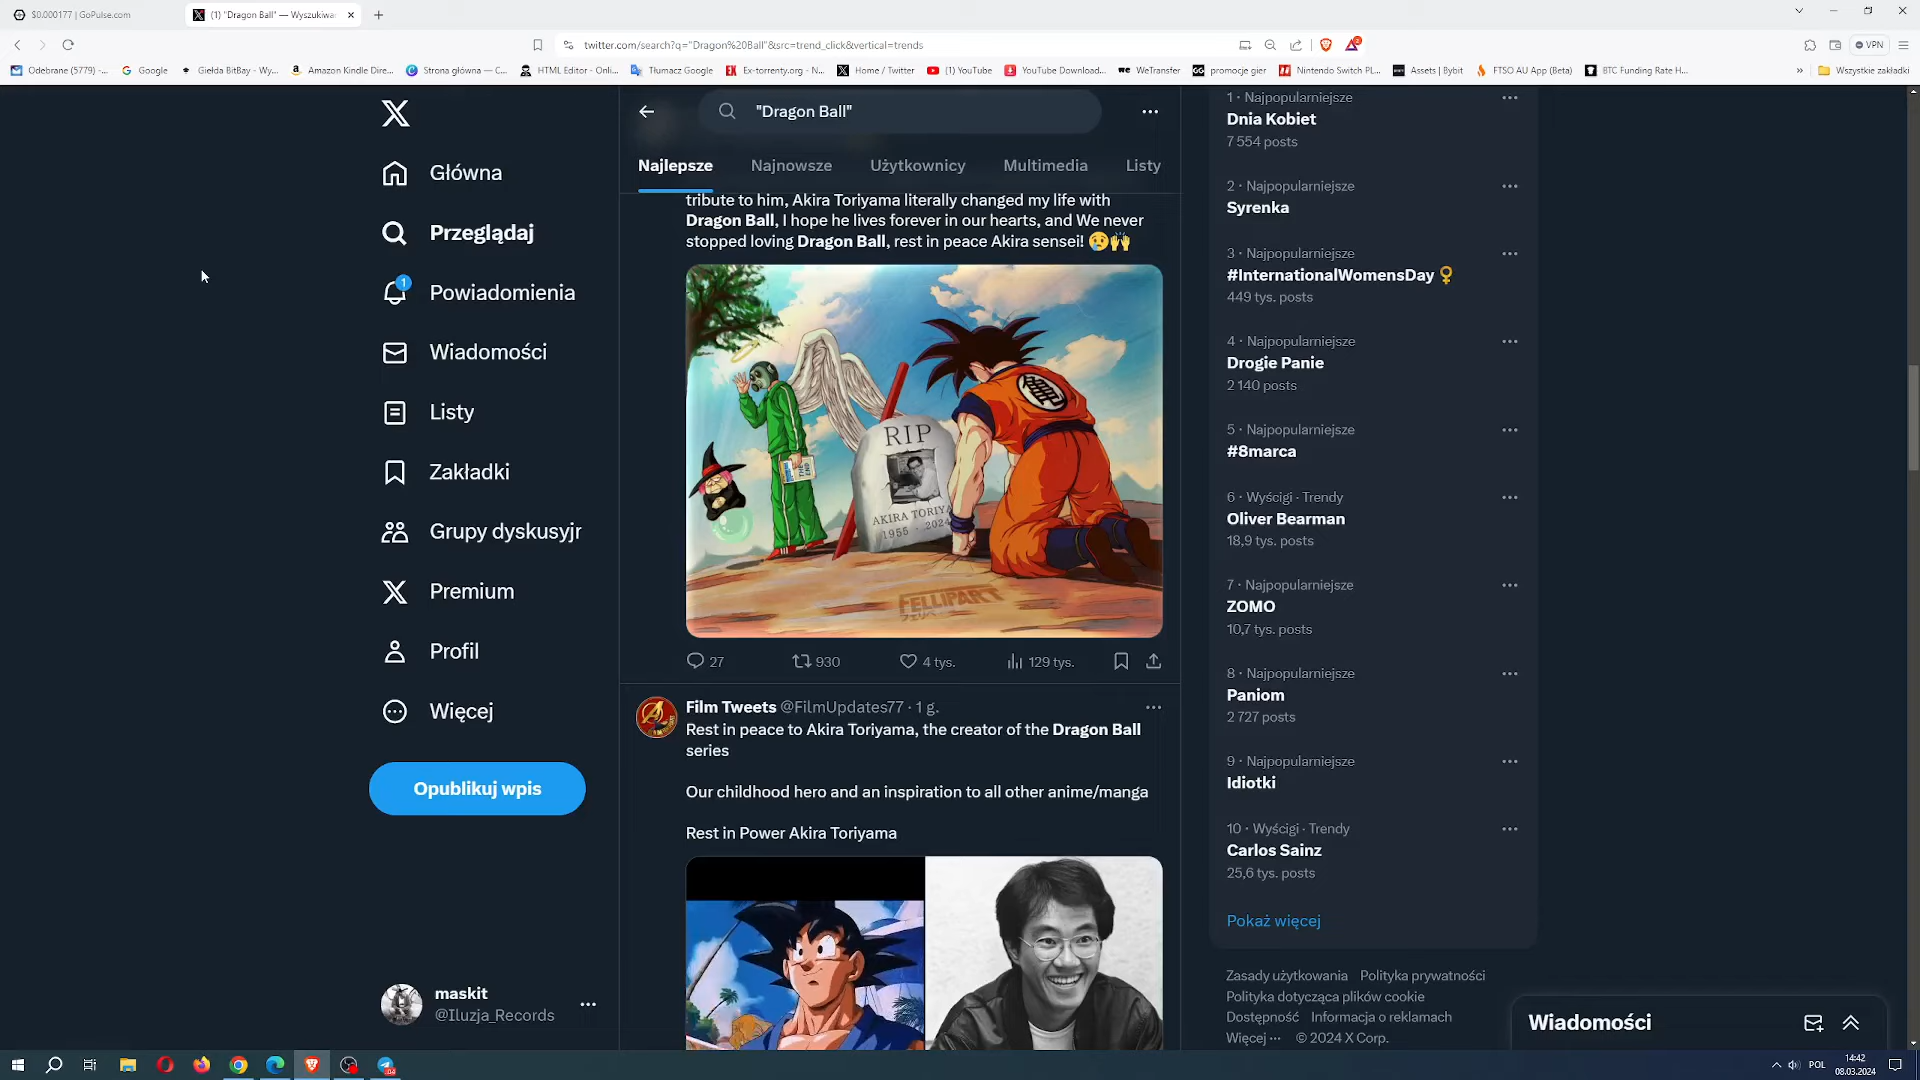 $0.000177 | GoPulse.com
(1) "Dragon Ball" — Wyszukiwa
twitter.com/search?q="Dragon%20Ball"&src=trend_click&vertical=trends
VPN
Odebrane (5779) -...
Google
Giełda BitBay - Wy...
Amazon Kindle Dire...
Strona główna — C...
HTML Editor - Onli...
Tłumacz Google
Ex-torrenty.org - N...
Home / Twitter
(1) YouTube
YouTube Download...
WeTransfer
promocje gier
Nintendo Switch PL...
Assets | Bybit
FTSO AU App (Beta)
BTC Funding Rate H...
Wszystkie zakładki
Główna
Przeglądaj
1
Powiadomienia
Wiadomości
Listy
Zakładki
Grupy dyskusyjr
Premium
Profil
Więcej
Opublikuj wpis
maskit
@Iluzja_Records
"Dragon Ball"
Najlepsze
Najnowsze
Użytkownicy
Multimedia
Listy
tribute to him, Akira Toriyama literally changed my life with
Dragon Ball, I hope he lives forever in our hearts, and We never
stopped loving Dragon Ball, rest in peace Akira sensei! 😢🙌
RIP
AKIRA TORIYA
1955 - 2024
THE END
FELLIPART
27
930
4 tys.
129 tys.
Film Tweets @FilmUpdates77 · 1 g.
Rest in peace to Akira Toriyama, the creator of the Dragon Ball
series
Our childhood hero and an inspiration to all other anime/manga
Rest in Power Akira Toriyama
1 · Najpopularniejsze
Dnia Kobiet
7 554 posts
2 · Najpopularniejsze
Syrenka
3 · Najpopularniejsze
#InternationalWomensDay
449 tys. posts
4 · Najpopularniejsze
Drogie Panie
2 140 posts
5 · Najpopularniejsze
#8marca
6 · Wyścigi · Trendy
Oliver Bearman
18,9 tys. posts
7 · Najpopularniejsze
ZOMO
10,7 tys. posts
8 · Najpopularniejsze
Paniom
2 727 posts
9 · Najpopularniejsze
Idiotki
10 · Wyścigi · Trendy
Carlos Sainz
25,6 tys. posts
Pokaż więcej
Zasady użytkowania Polityka prywatności
Polityka dotycząca plików cookie
Dostępność Informacja o reklamach
Więcej ··· © 2024 X Corp.
Wiadomości
POL
14:42
08.03.2024